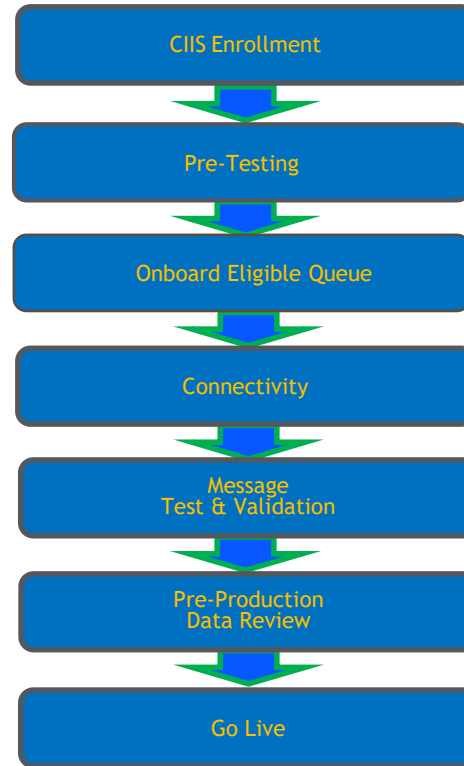 CIIS Enrollment
Pre-Testing
Onboard Eligible Queue
Connectivity
Message
Test & Validation
Pre-Production
Data Review
Go Live